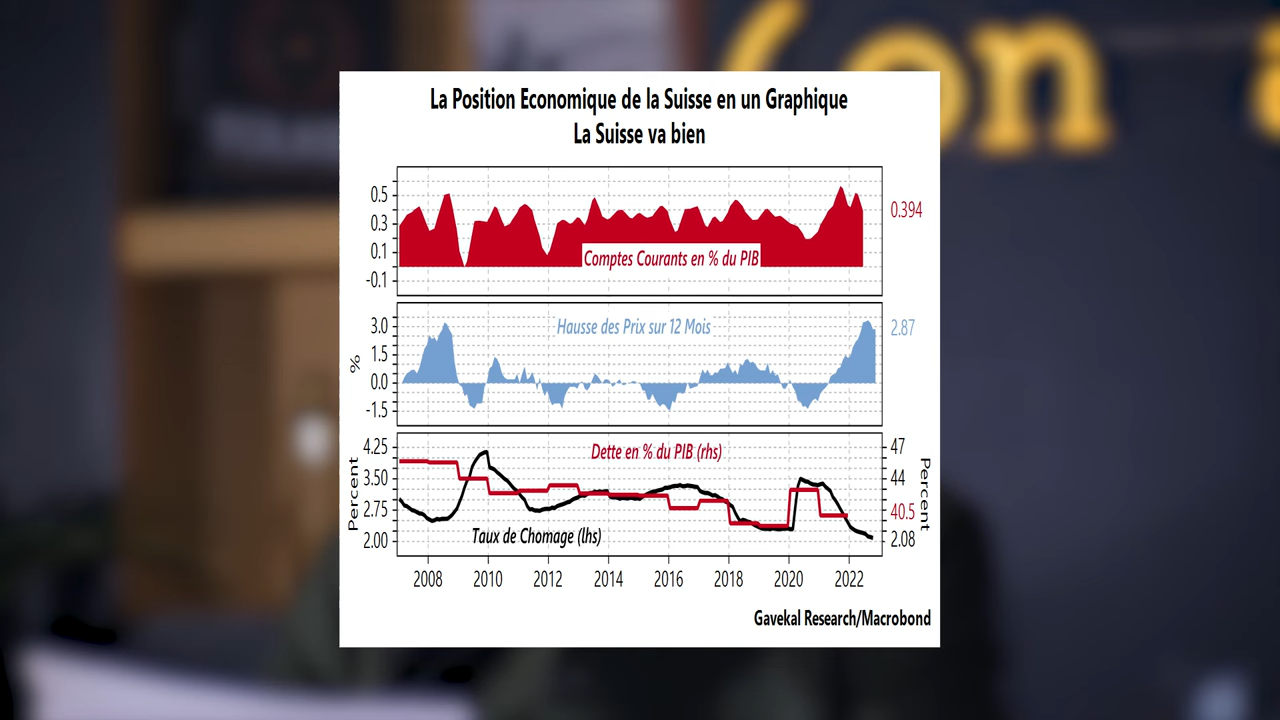 on
La Position Economique de la Suisse en un Graphique
La Suisse va bien
0.5
0.3
0.1
-0.1
Comptes Courants en % du PIB
0.394
%
3.0
1.5
0.0
-1.5
Hausse des Prix sur 12 Mois
2.87
Percent
4.25
3.50
2.75
2.00
Dette en % du PIB (rhs)
Taux de Chomage (lhs)
47
44
40.5
2.08
Percent
2008 2010 2012 2014 2016 2018 2020 2022
Gavekal Research/Macrobond